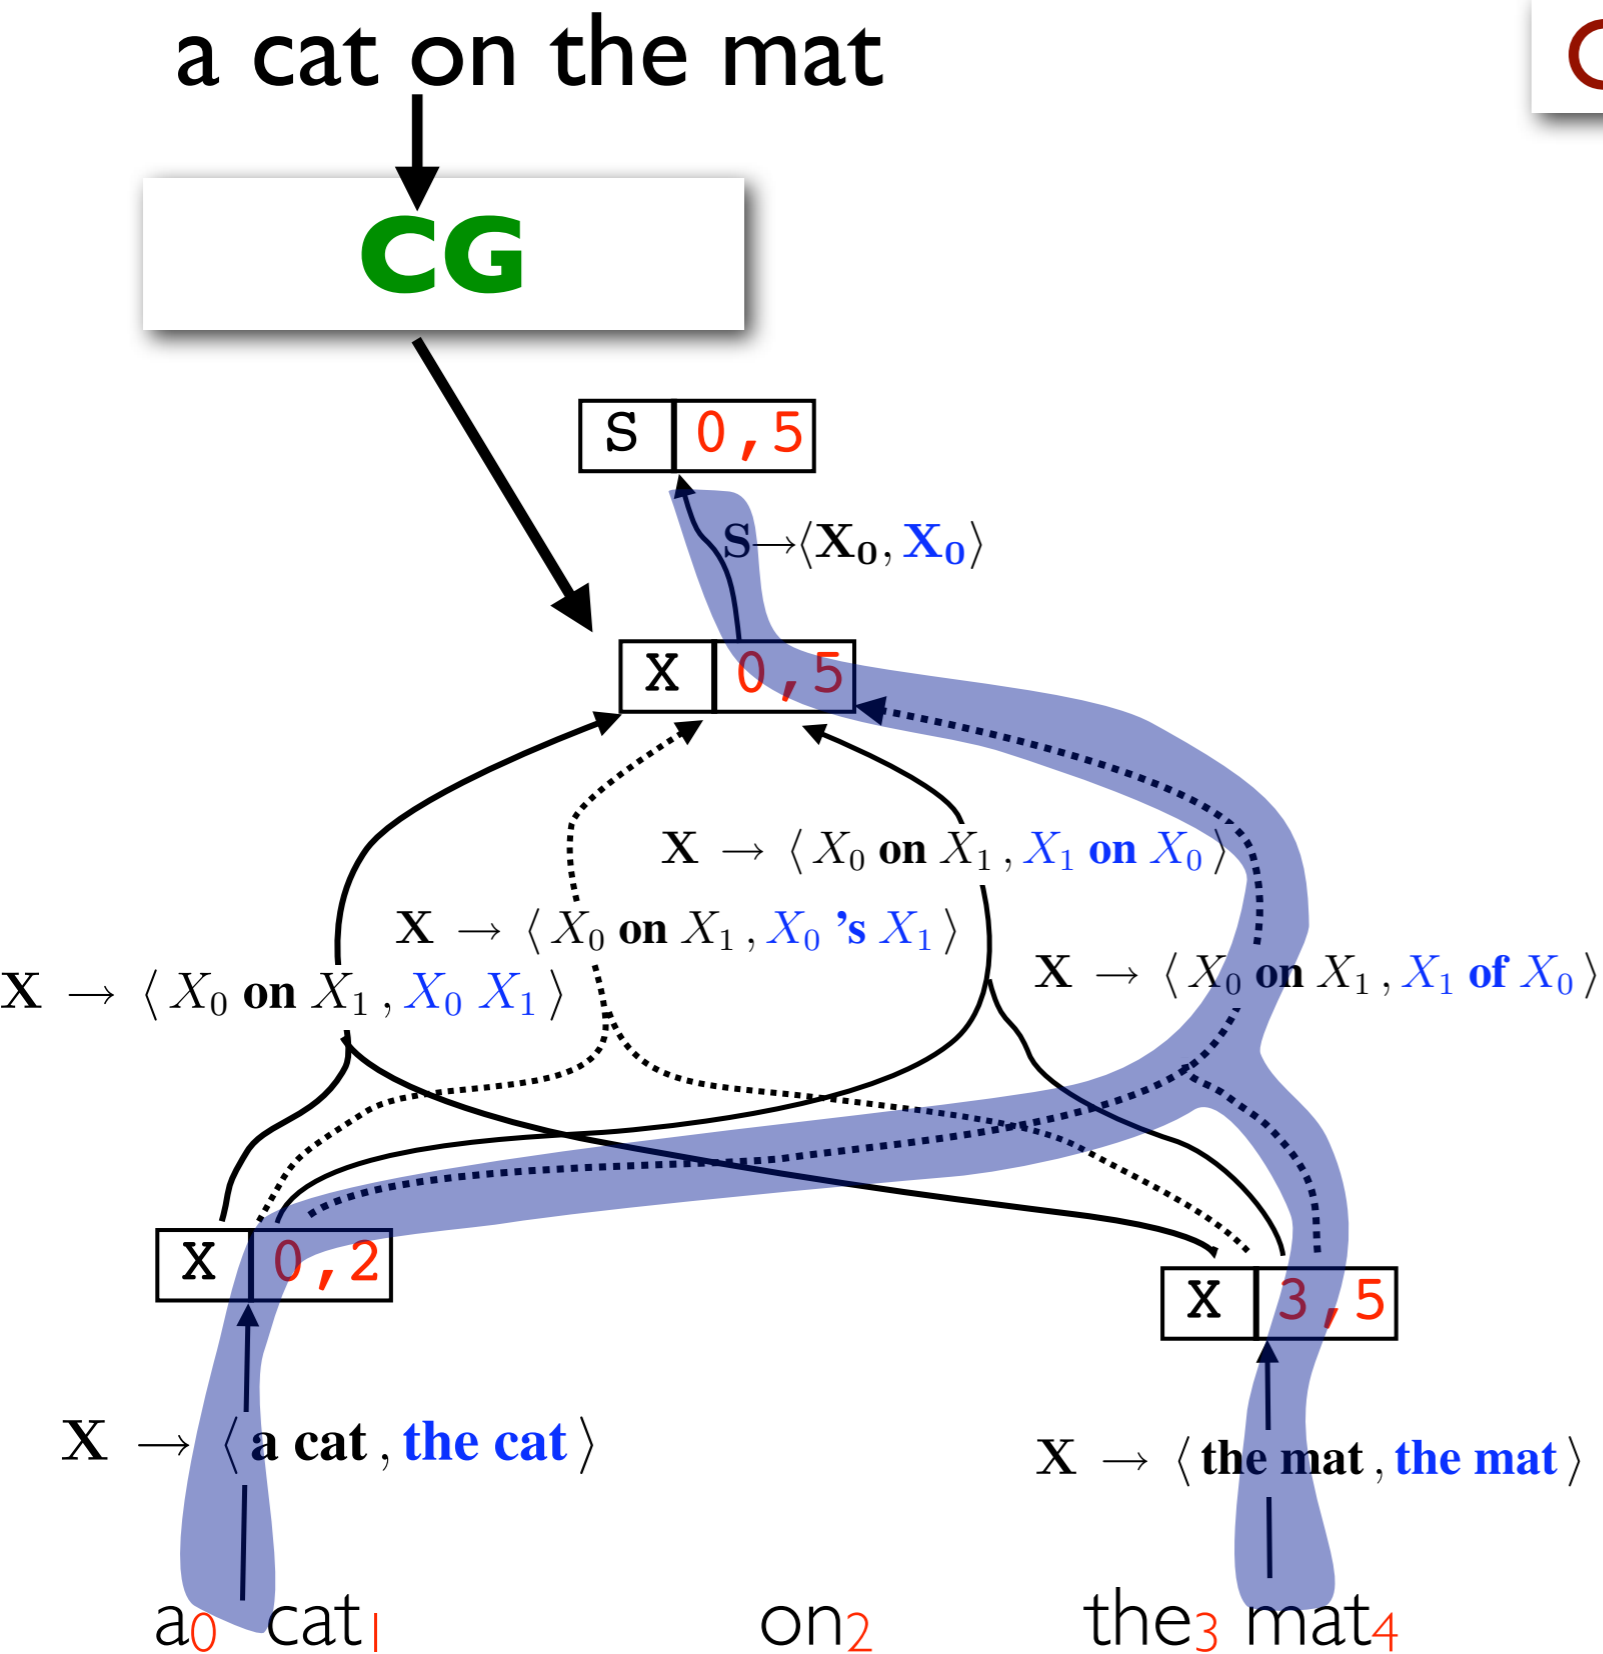 a cat on the mat
CG
S 0,5
S→⟨X₀, X₀⟩
X 0,5
X → ⟨ X₀ on X₁ , X₁ on X₀ ⟩
X → ⟨ X₀ on X₁ , X₀ 's X₁ ⟩
X → ⟨ X₀ on X₁ , X₁ of X₀ ⟩
X → ⟨ X₀ on X₁ , X₀ X₁ ⟩
X 0,2
X 3,5
X → ⟨ a cat , the cat ⟩
X → ⟨ the mat , the mat ⟩
a₀ cat₁ on₂ the₃ mat₄